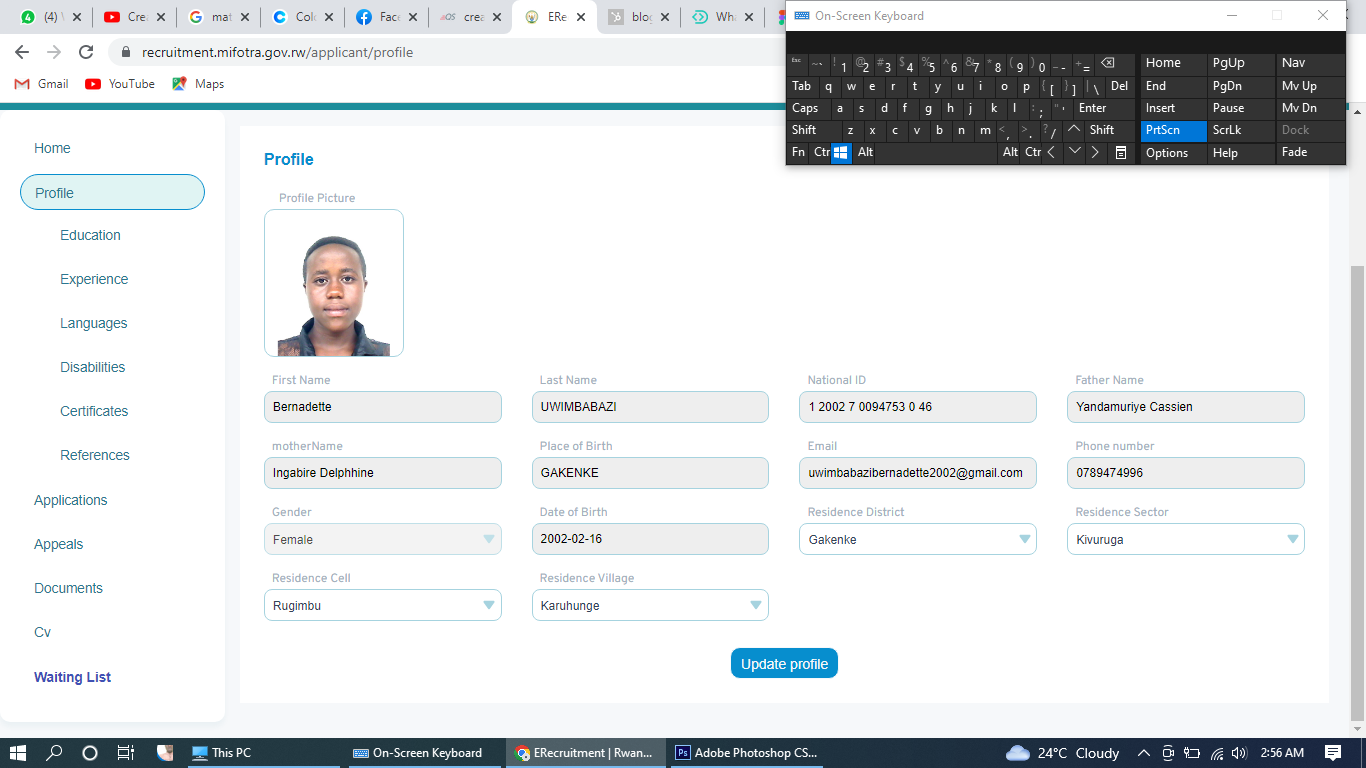 (4) W
Crea
mat
Colo
Face
crea
ERe
blog
Wha
On-Screen Keyboard
recruitment.mifotra.gov.rw/applicant/profile
Gmail YouTube Maps
Esc ~` !1 @2 #3 $4 %5 ^6 &7 *8 (9 )0 _- += Home PgUp Nav
Tab q w e r t y u i o p {[ }] |\ Del End PgDn Mv Up
Caps a s d f g h j k l :; "' Enter Insert Pause Mv Dn
Shift z x c v b n m <, >. ?/ Shift PrtScn ScrLk Dock
Fn Ctr Alt Alt Ctr Options Help Fade
Home
Profile
Education
Experience
Languages
Disabilities
Certificates
References
Applications
Appeals
Documents
Cv
Waiting List
Profile
Profile Picture
First Name Last Name National ID Father Name
Bernadette UWIMBABAZI 1 2002 7 0094753 0 46 Yandamuriye Cassien
motherName Place of Birth Email Phone number
Ingabire Delphhine GAKENKE uwimbabazibernadette2002@gmail.com 0789474996
Gender Date of Birth Residence District Residence Sector
Female 2002-02-16 Gakenke Kivuruga
Residence Cell Residence Village
Rugimbu Karuhunge
Update profile
This PC On-Screen Keyboard ERecruitment | Rwan... Ps Adobe Photoshop CS... 24°C Cloudy 2:56 AM